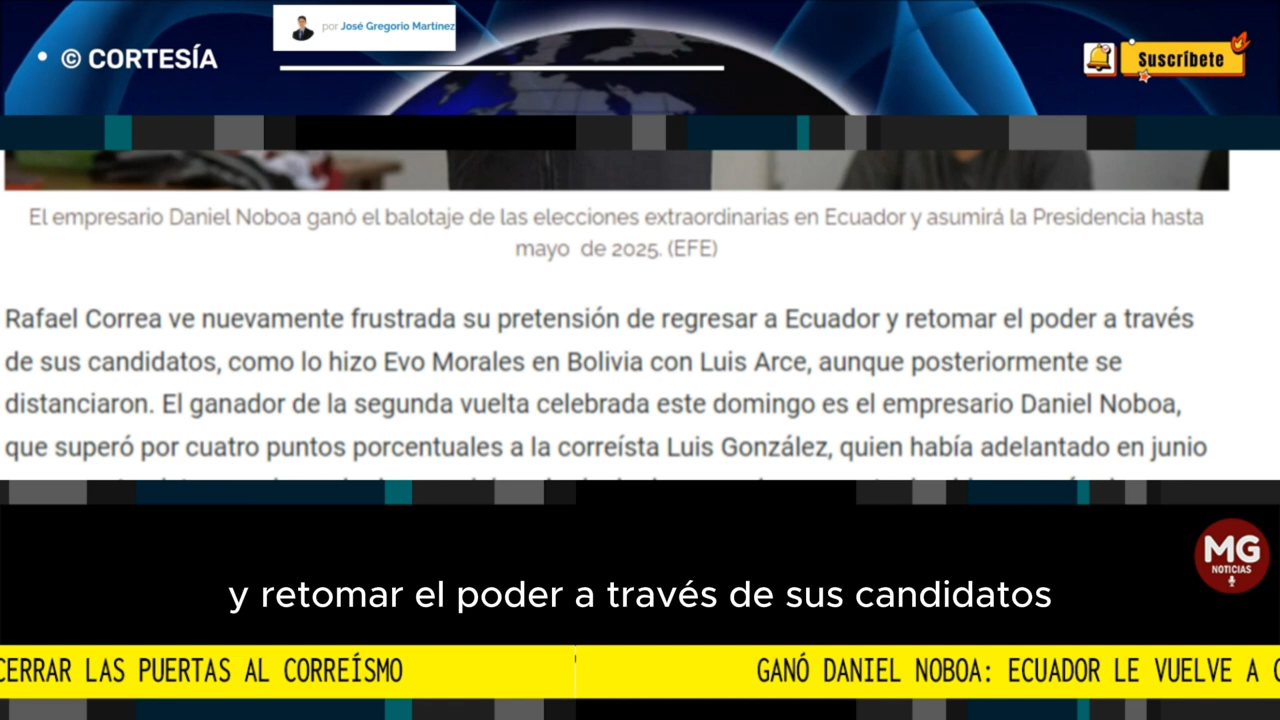 © CORTESÍA
por José Gregorio Martínez
Suscríbete
El empresario Daniel Noboa ganó el balotaje de las elecciones extraordinarias en Ecuador y asumirá la Presidencia hasta
mayo de 2025. (EFE)
Rafael Correa ve nuevamente frustrada su pretensión de regresar a Ecuador y retomar el poder a través
de sus candidatos, como lo hizo Evo Morales en Bolivia con Luis Arce, aunque posteriormente se
distanciaron. El ganador de la segunda vuelta celebrada este domingo es el empresario Daniel Noboa,
que superó por cuatro puntos porcentuales a la correísta Luis González, quien había adelantado en junio
MG
NOTICIAS
y retomar el poder a través de sus candidatos
CERRAR LAS PUERTAS AL CORREÍSMO
GANÓ DANIEL NOBOA: ECUADOR LE VUELVE A